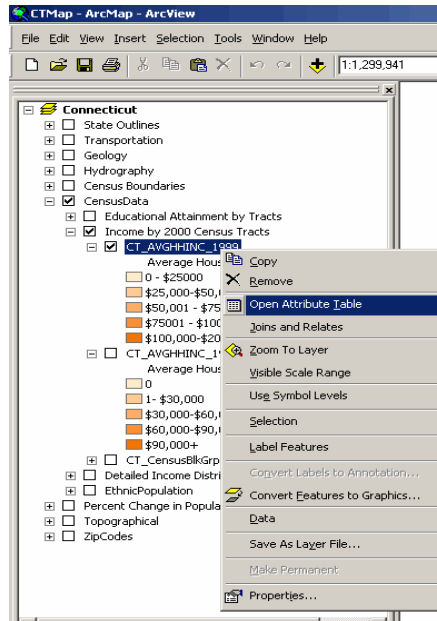 CTMap - ArcMap - ArcView
File Edit View Insert Selection Tools Window Help
1:1,299,941
Connecticut
State Outlines
Transportation
Geology
Hydrography
Census Boundaries
CensusData
Educational Attainment by Tracts
Income by 2000 Census Tracts
CT_AVGHHINC_1999
Average Hous
0 - $25000
$25,000-$50,
$50,001 - $75
$75001 - $100
$100,000-$20
CT_AVGHHINC_1
Average Hous
0
1- $30,000
$30,000-$60,
$60,000-$90,
$90,000+
CT_CensusBlkGrp
Detailed Income Distri
EthnicPopulation
Percent Change in Popula
Topographical
ZipCodes
Copy
Remove
Open Attribute Table
Joins and Relates
Zoom To Layer
Visible Scale Range
Use Symbol Levels
Selection
Label Features
Convert Labels to Annotation...
Convert Features to Graphics...
Data
Save As Layer File...
Make Permanent
Properties...